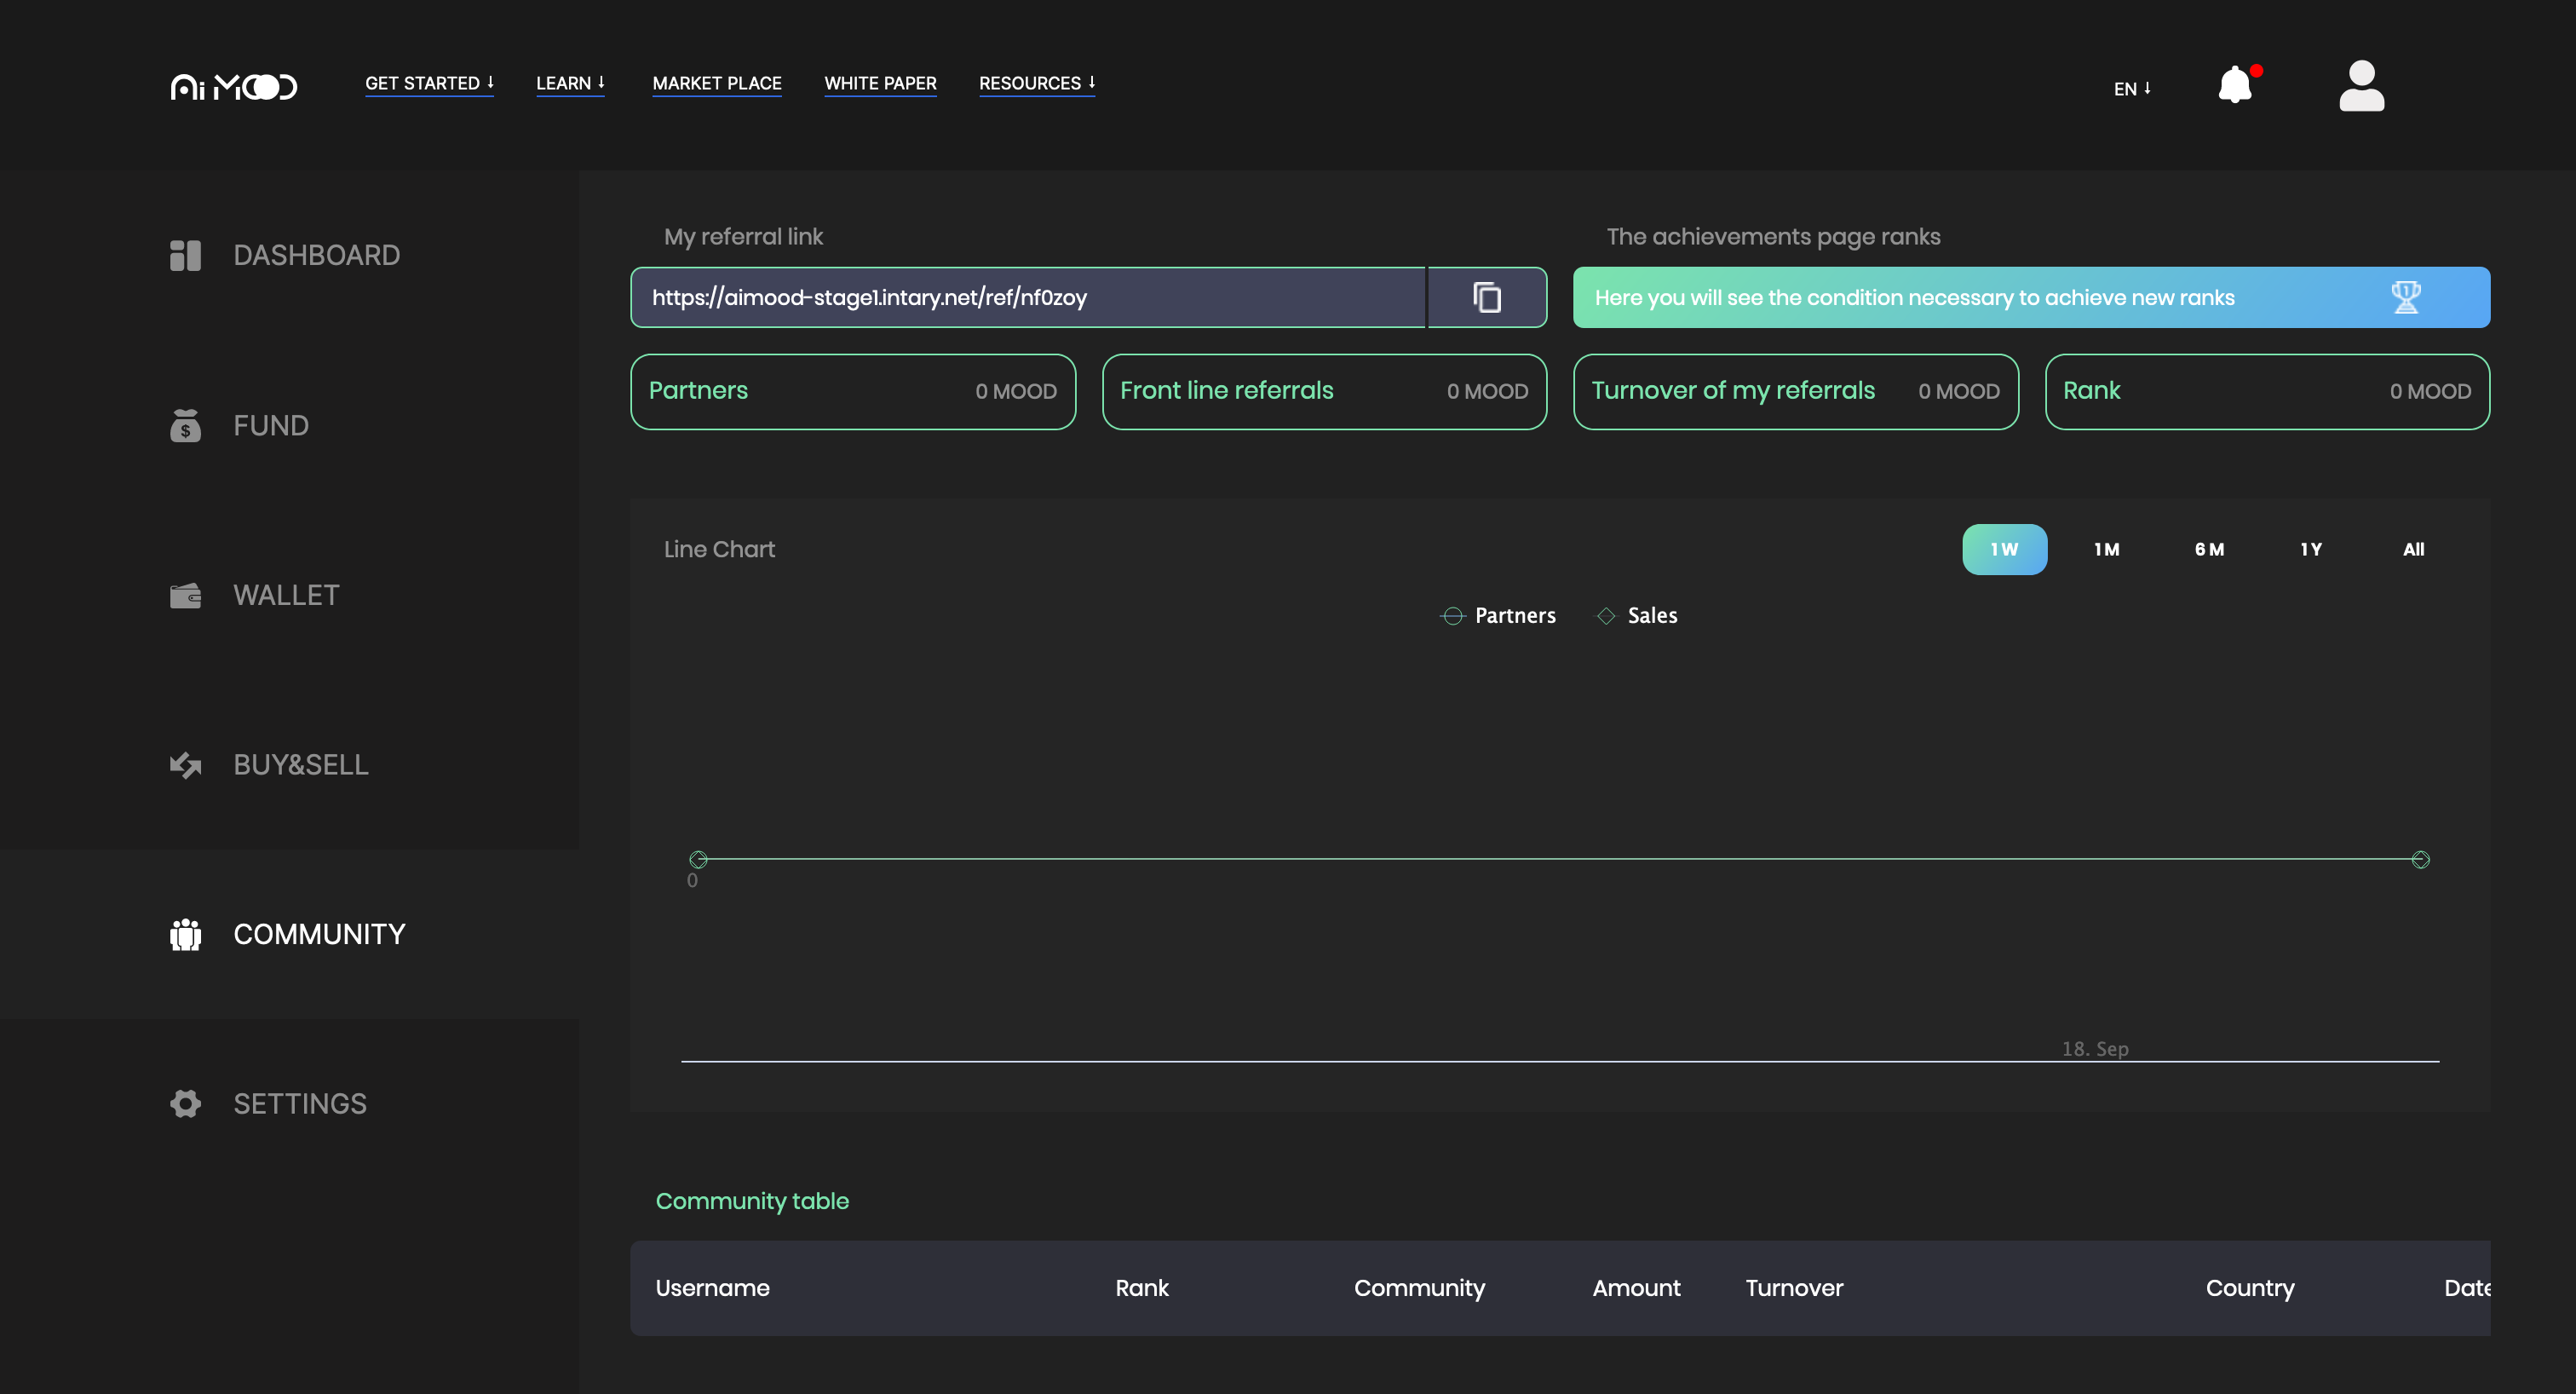 Ai MOOD
GET STARTED ↓ LEARN ↓ MARKET PLACE WHITE PAPER RESOURCES ↓
EN ↓
DASHBOARD
FUND
WALLET
BUY&SELL
COMMUNITY
SETTINGS
My referral link
https://aimood-stage1.intary.net/ref/nf0zoy
The achievements page ranks
Here you will see the condition necessary to achieve new ranks
1
Partners 0 MOOD
Front line referrals 0 MOOD
Turnover of my referrals 0 MOOD
Rank 0 MOOD
Line Chart
1 W 1 M 6 M 1 Y All
Partners Sales
0
18. Sep
Community table
Username Rank Community Amount Turnover Country Date